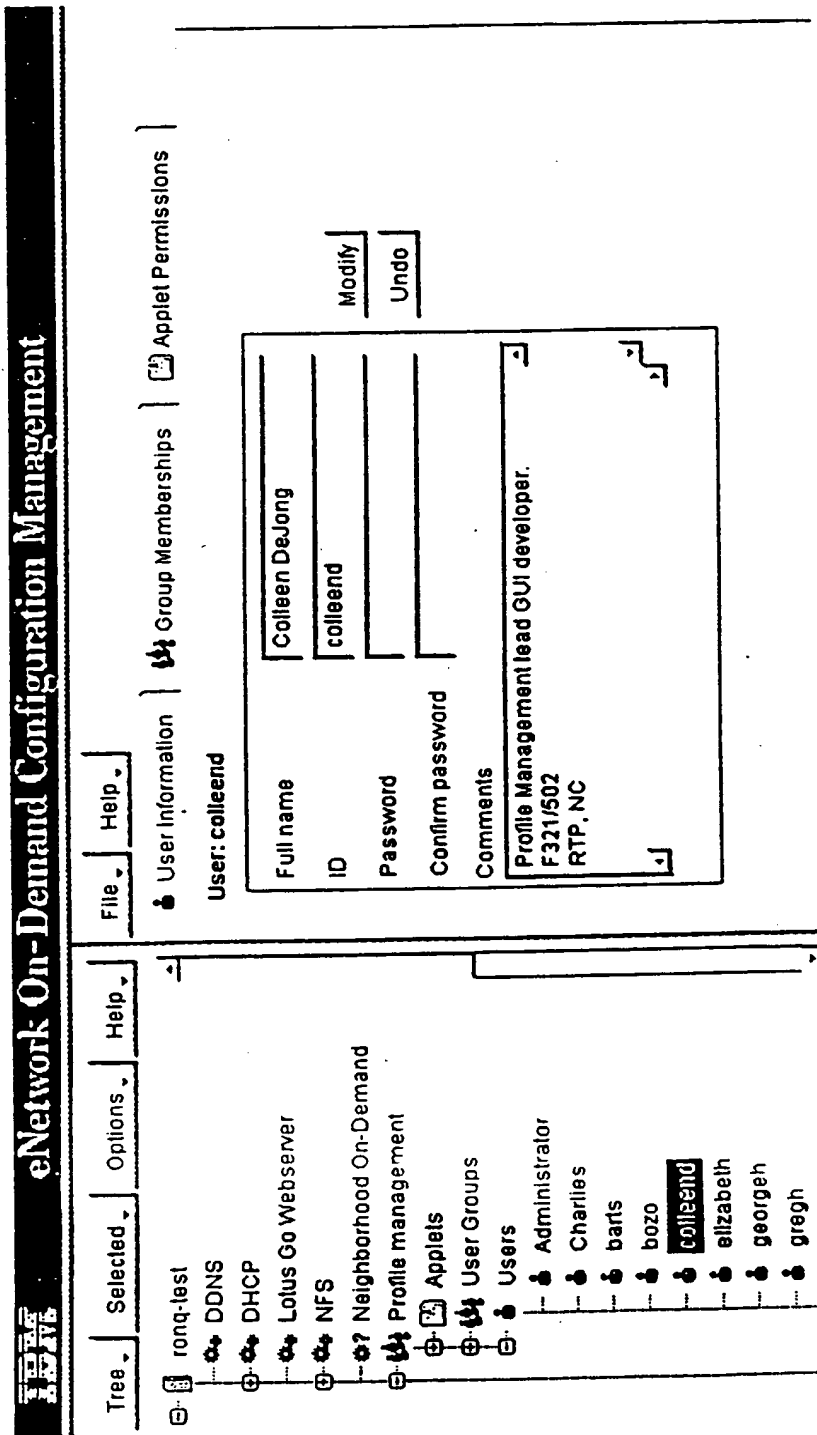 IBM eNetwork On-Demand Configuration Management
Tree Selected Options Help
ronq-test
DDNS
DHCP
Lotus Go Webserver
NFS
? Neighborhood On-Demand
Profile management
Applets
User Groups
Users
Administrator
Charlies
barts
bozo
colleend
elizabeth
georgeh
gregh
File Help
User Information Group Memberships Applet Permissions
User: colleend
Full name Colleen DeJong
ID colleend
Password
Confirm password
Comments
Profile Management lead GUI developer.
F321/502
RTP, NC
Modify
Undo